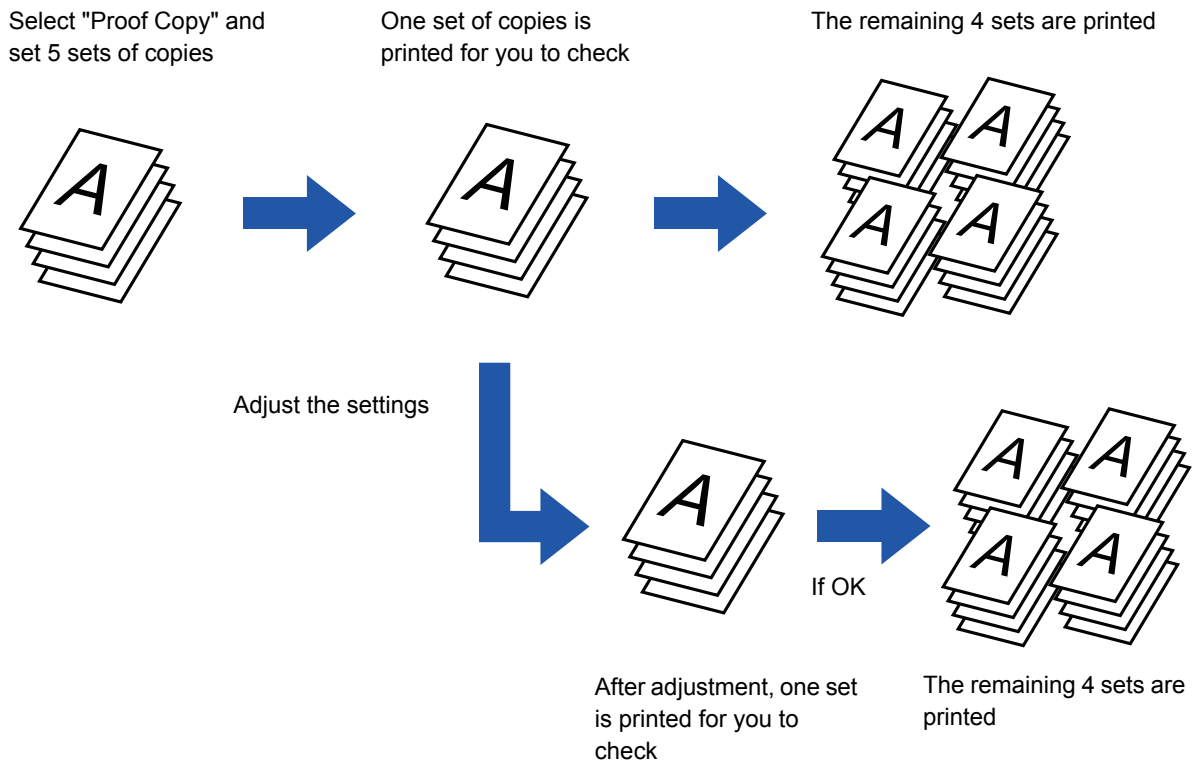 Select "Proof Copy" and
set 5 sets of copies
One set of copies is
printed for you to check
The remaining 4 sets are printed
A
A
A
A
A
A
Adjust the settings
A
A
A
A
A
If OK
After adjustment, one set
is printed for you to
check
The remaining 4 sets are
printed